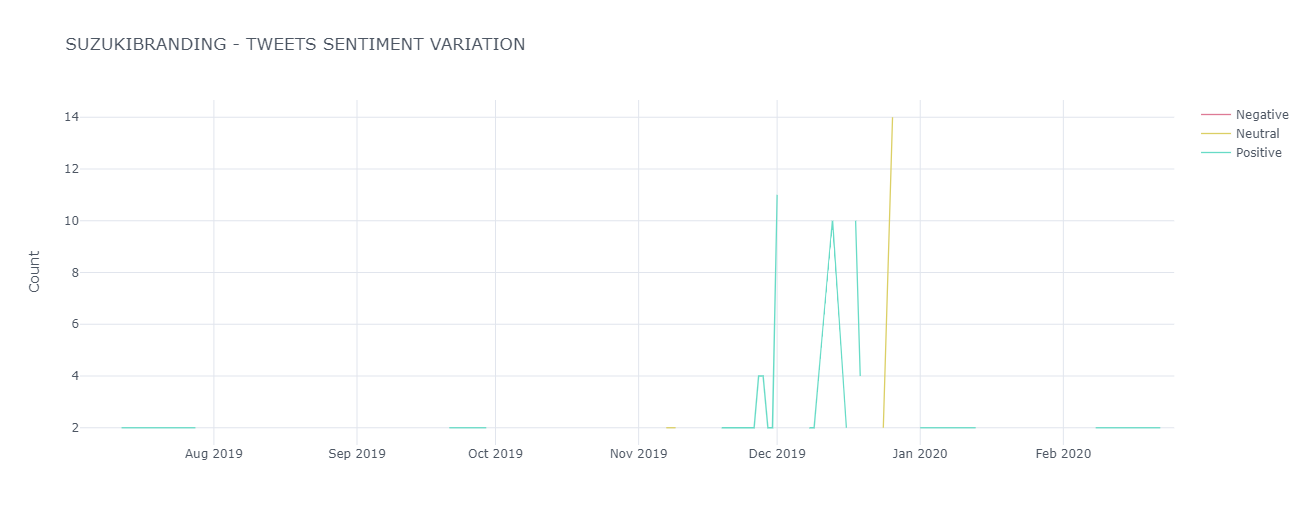 SUZUKIBRANDING - TWEETS SENTIMENT VARIATION
14
12
10
8
6
4
2
Count
Aug 2019
Sep 2019
Oct 2019
Nov 2019
Dec 2019
Jan 2020
Feb 2020
Negative
Neutral
Positive